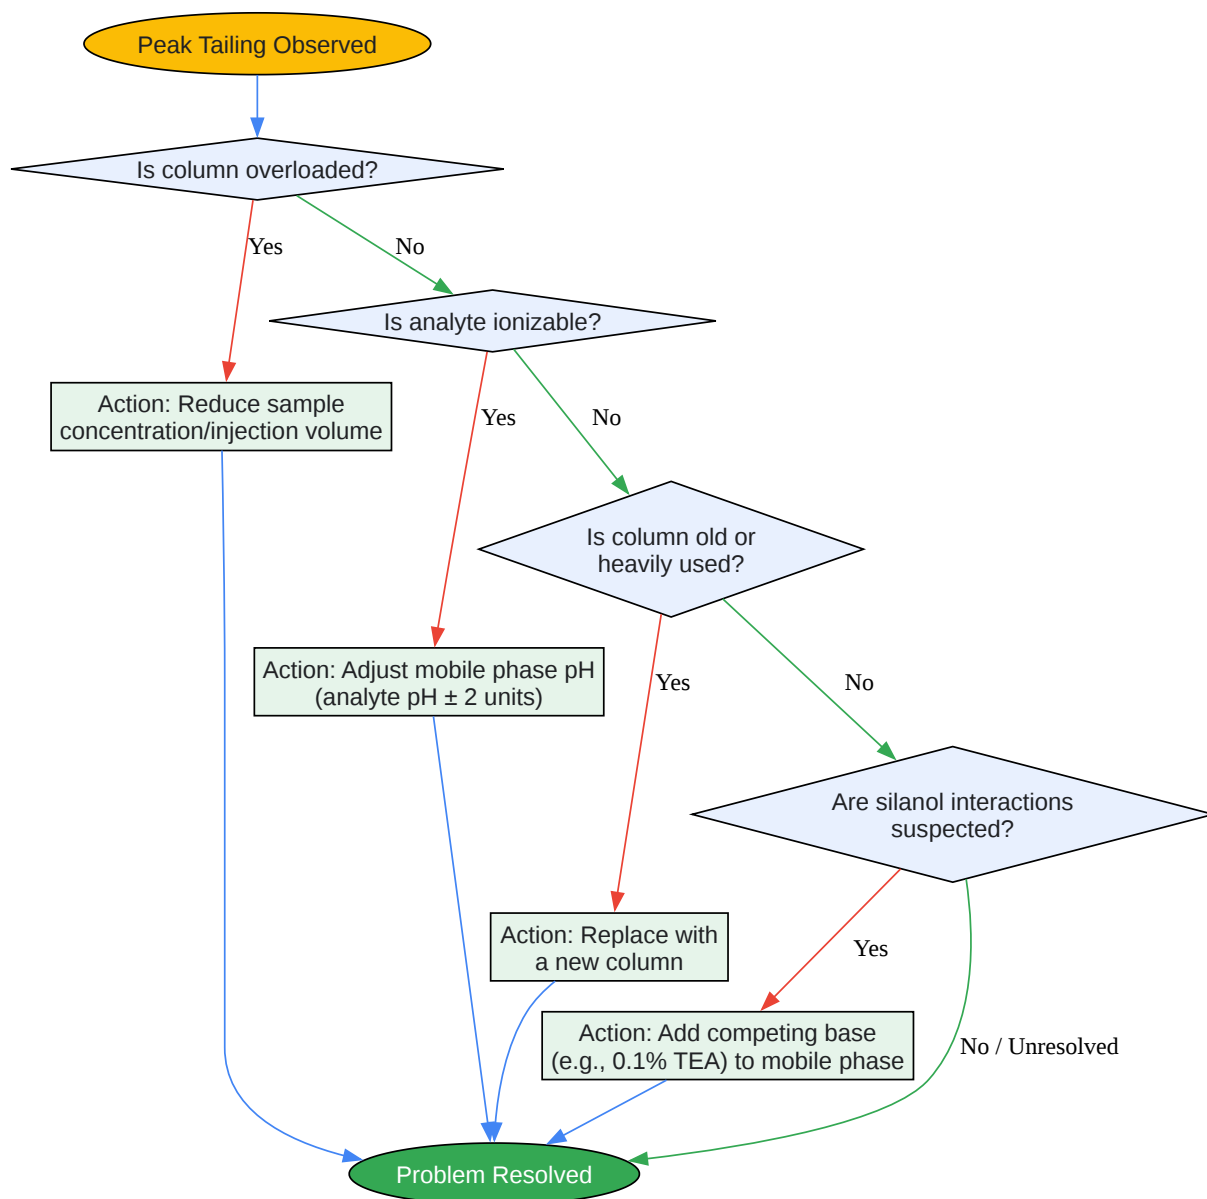 Peak Tailing Observed
Is column overloaded?
Yes
No
Is analyte ionizable?
Action: Reduce sample
concentration/injection volume
Yes
No
Is column old or
heavily used?
Action: Adjust mobile phase pH
(analyte pH ± 2 units)
Yes
No
Are silanol interactions
suspected?
Action: Replace with
a new column
Yes
Action: Add competing base
(e.g., 0.1% TEA) to mobile phase
No / Unresolved
Problem Resolved